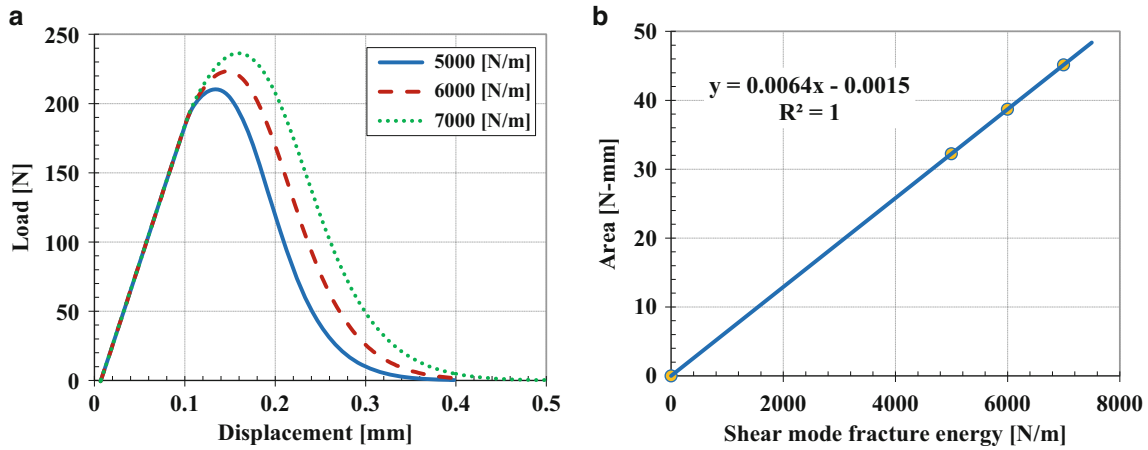 a
250
200
150
100
50
0
Load [N]
0
0.1
0.2
0.3
0.4
0.5
Displacement [mm]
5000 [N/m]
6000 [N/m]
7000 [N/m]
b
50
40
30
20
10
0
Area [N-mm]
y = 0.0064x - 0.0015
R² = 1
0
2000
4000
6000
8000
Shear mode fracture energy [N/m]